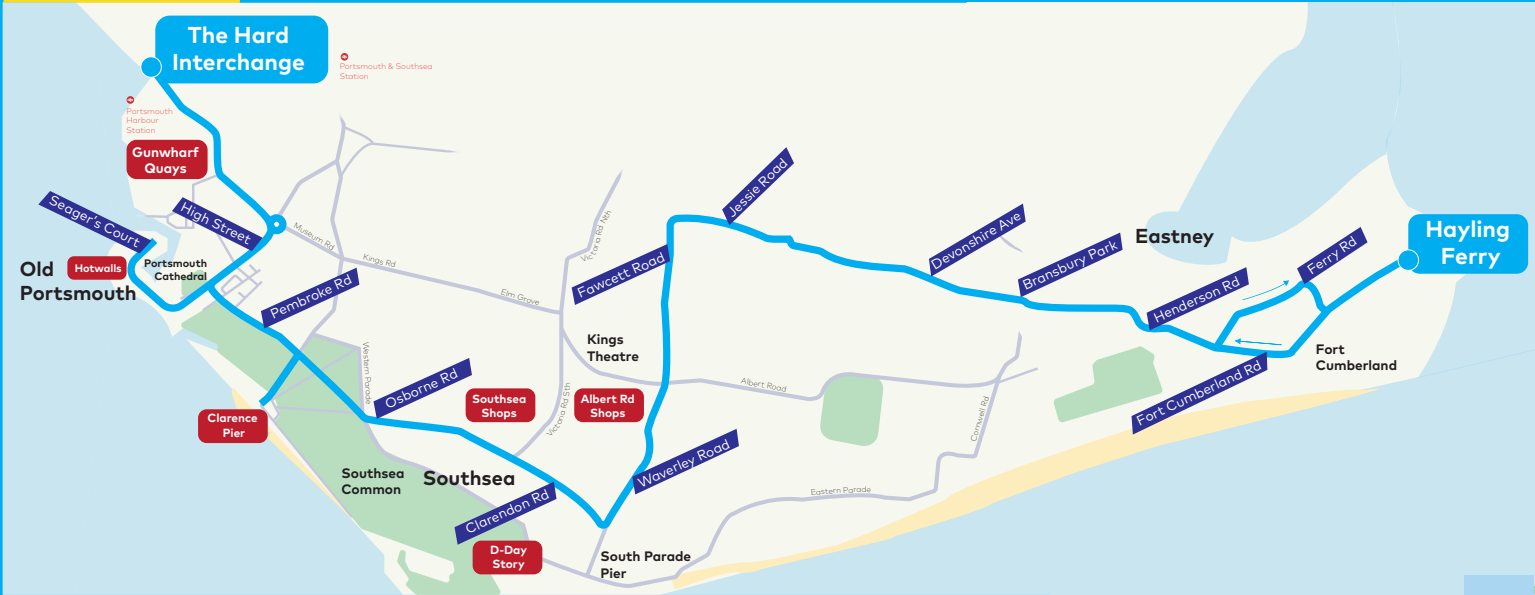 The Hard
Interchange
Portsmouth & Southsea
Station
Portsmouth
Harbour
Station
Gunwharf
Quays
Seager's Court
High Street
Old
Portsmouth
Hotwalls
Portsmouth
Cathedral
Museum Rd
Kings Rd
Elm Grove
Victoria Rd Nth
Pembroke Rd
Fawcett Road
Jessie Road
Devonshire Ave
Bransbury Park
Eastney
Henderson Rd
Ferry Rd
Hayling
Ferry
Fort
Cumberland
Fort Cumberland Rd
Kings
Theatre
Western Parade
Osborne Rd
Southsea
Shops
Victoria Rd Sth
Albert Rd
Shops
Albert Road
Cornwell Rd
Clarence
Pier
Southsea
Common
Southsea
Waverley Road
Clarendon Rd
Eastern Parade
D-Day
Story
South Parade
Pier